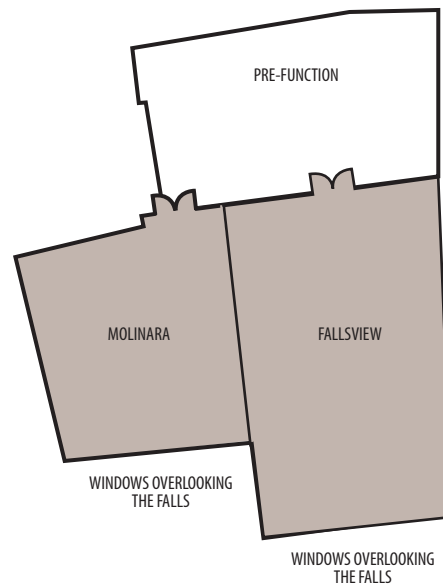 PRE-FUNCTION
MOLINARA
FALLSVIEW
WINDOWS OVERLOOKING
THE FALLS
WINDOWS OVERLOOKING
THE FALLS